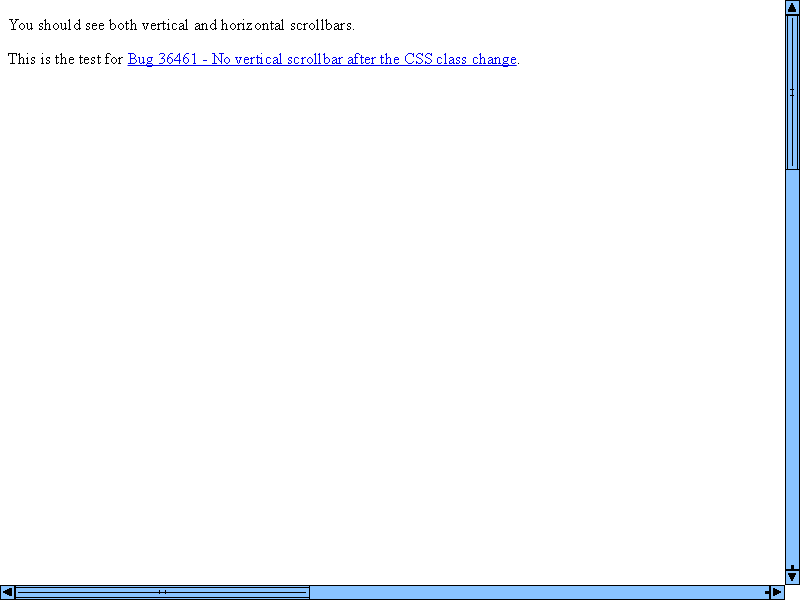 You should see both vertical and horizontal scrollbars.
This is the test for Bug 36461 - No vertical scrollbar after the CSS class change.